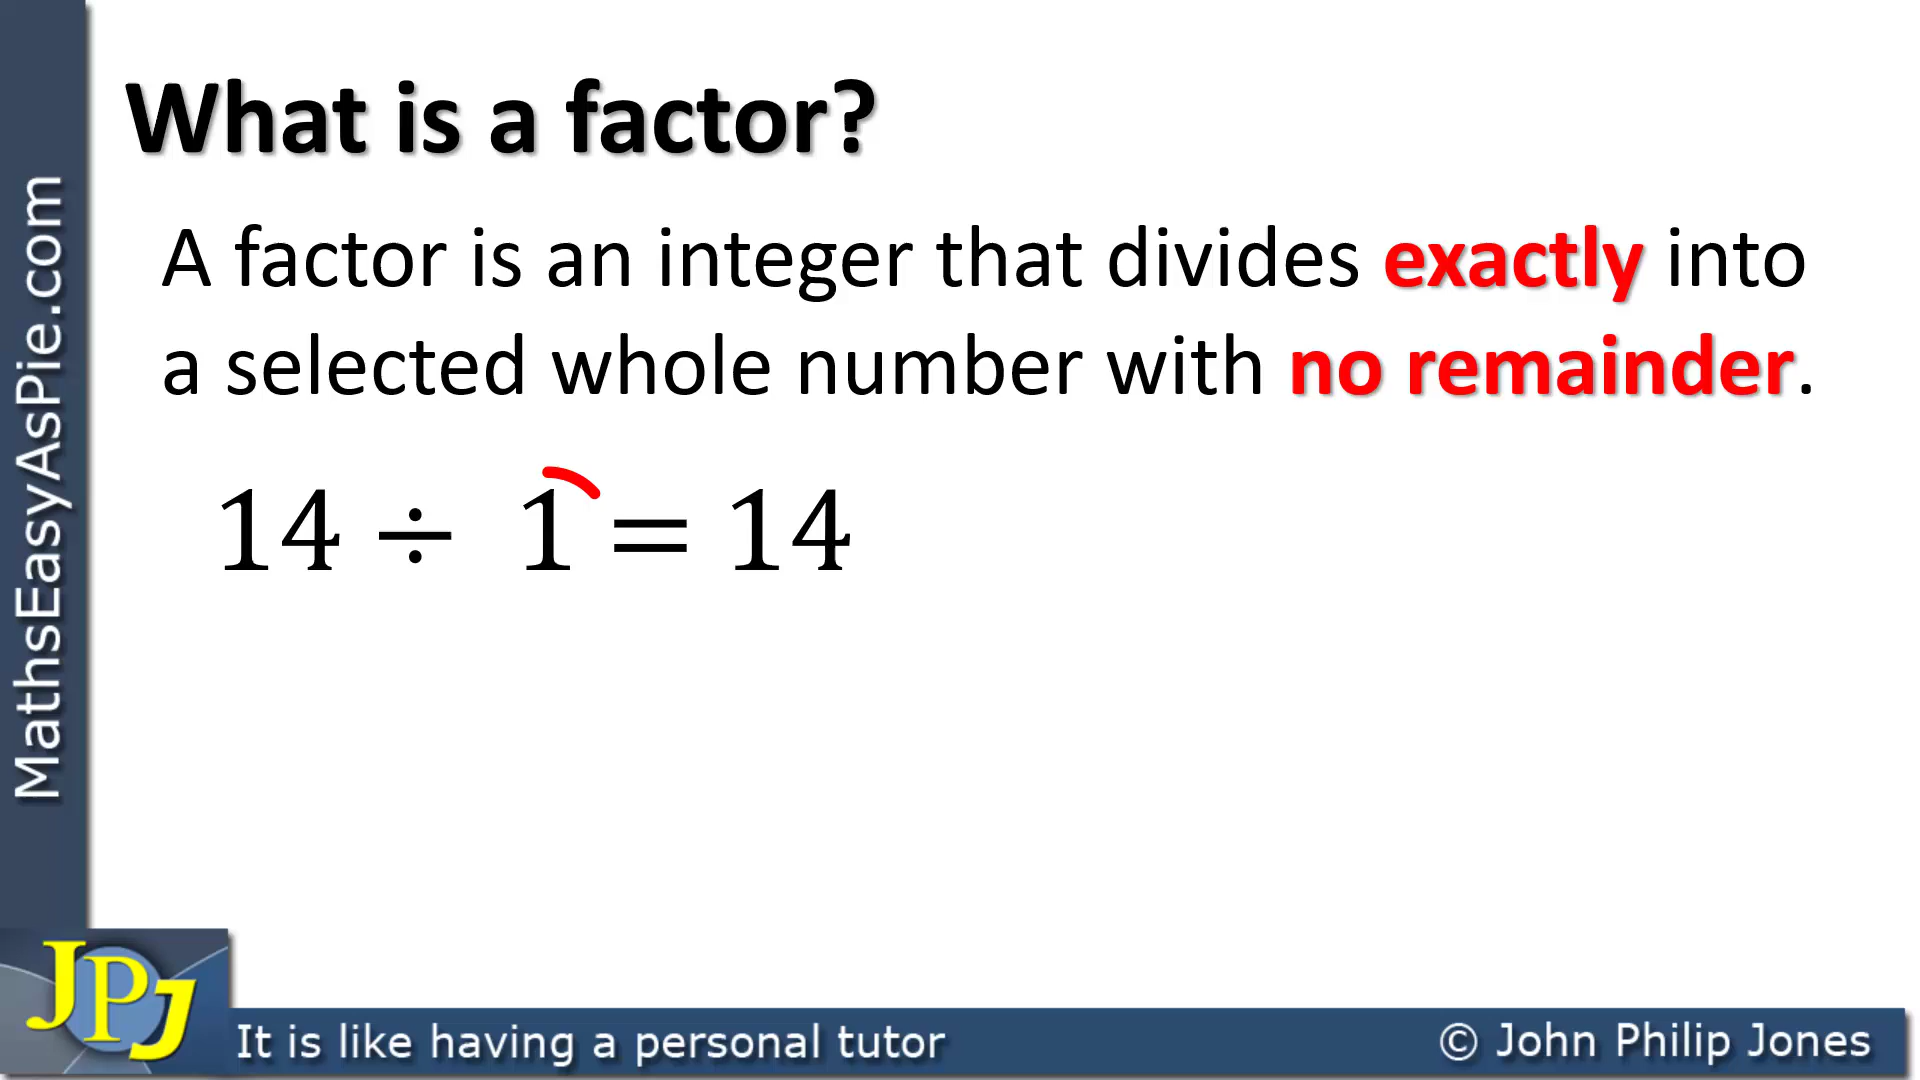 What is a factor?
A factor is an integer that divides exactly into
a selected whole number with no remainder.
14 ÷ 1 = 14
MathsEasyAsPie.com
JPJ
It is like having a personal tutor
© John Philip Jones